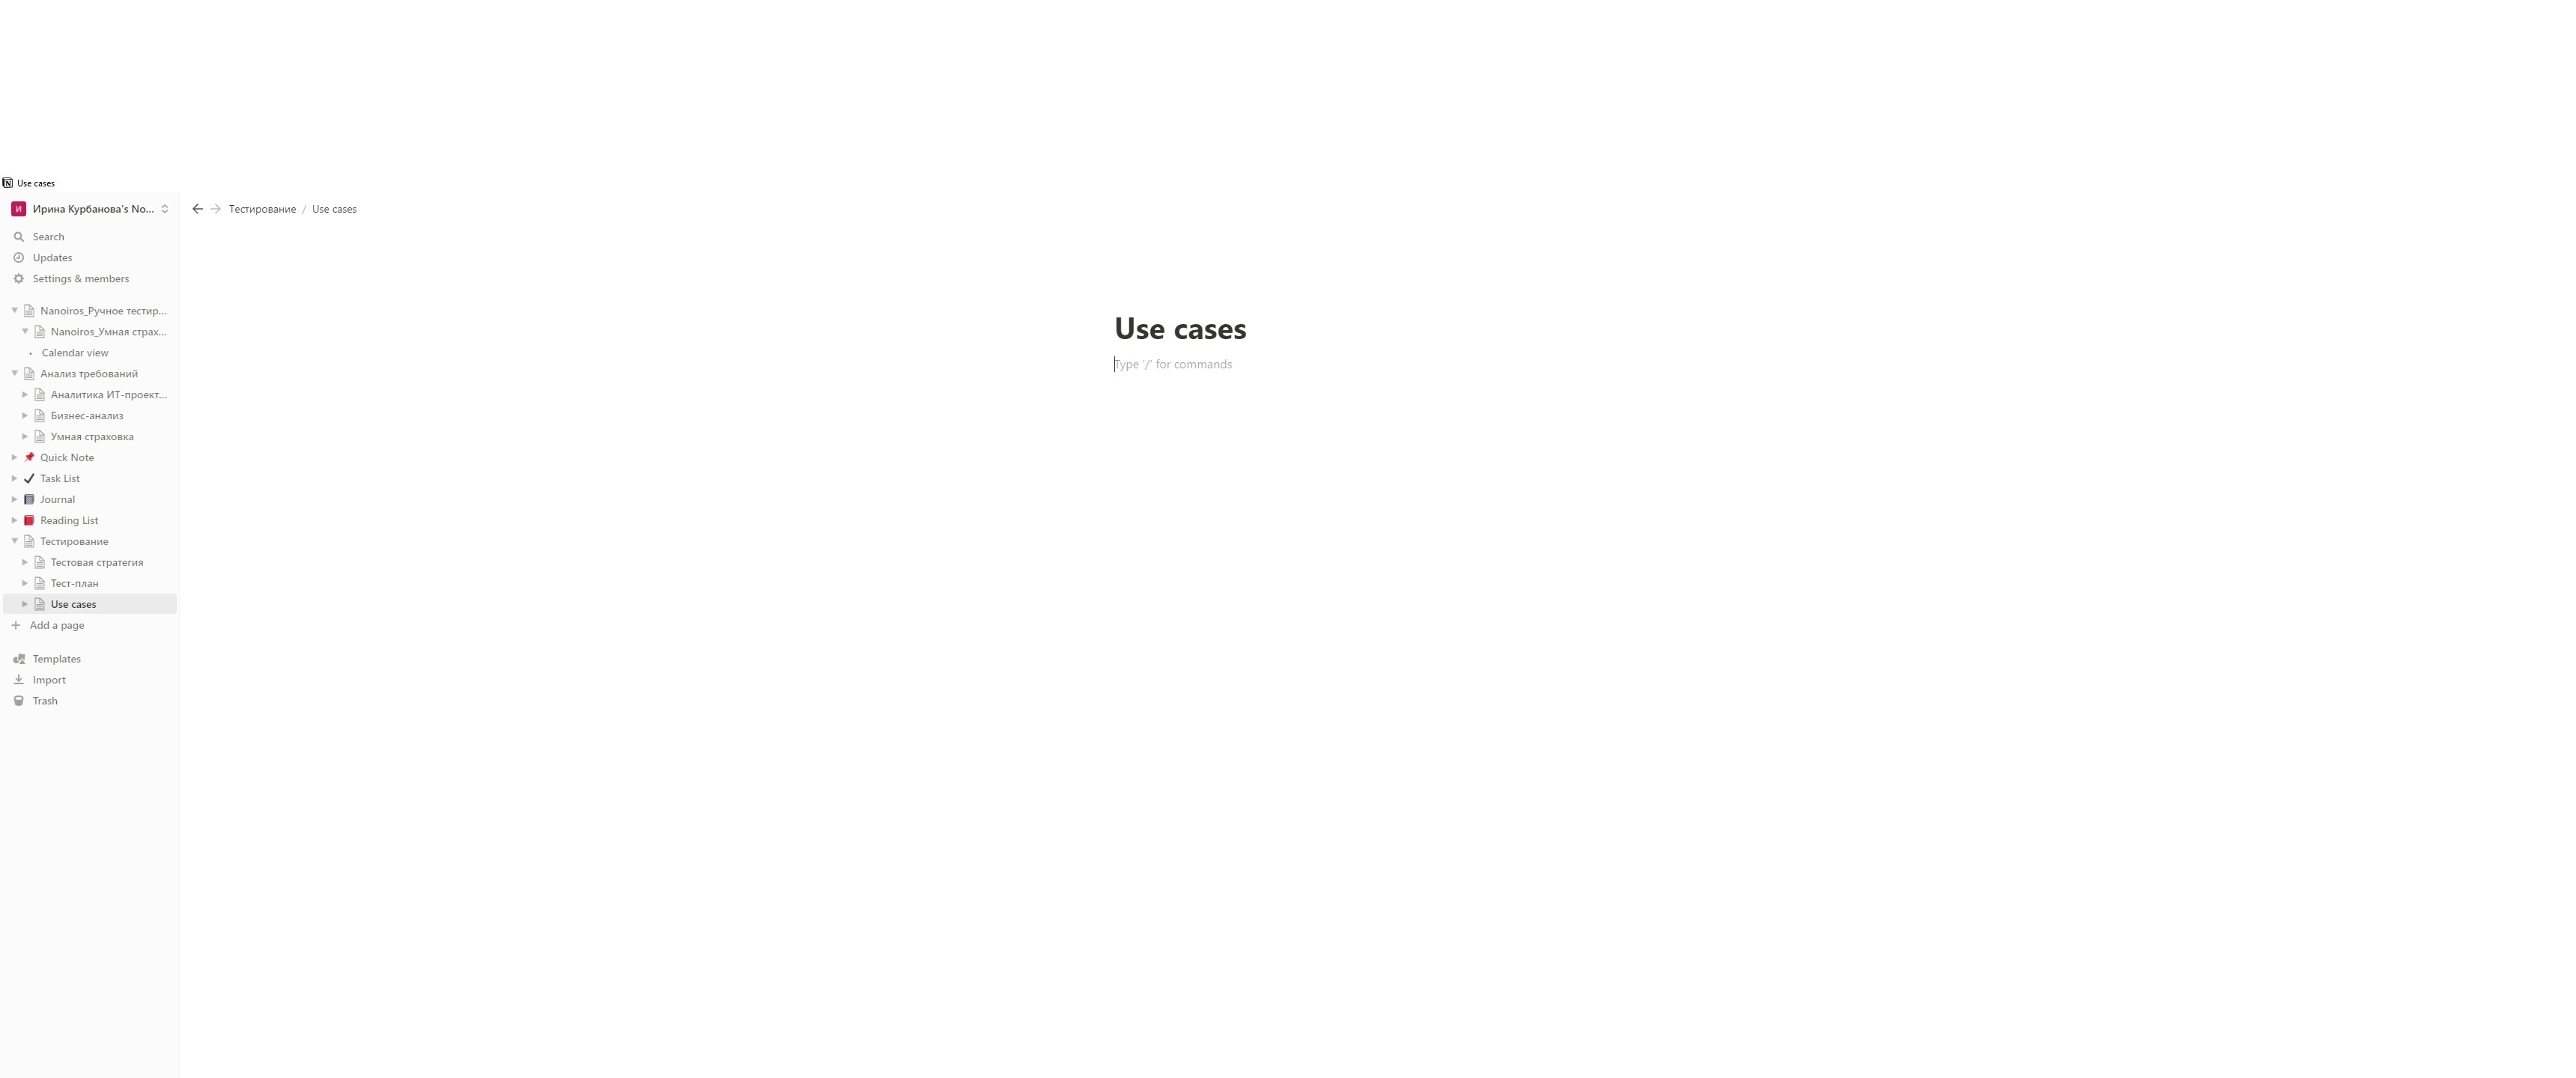 Use cases
И Ирина Курбанова's No...
Тестирование / Use cases
Search
Updates
Settings & members
Nanoiros_Ручное тестир...
Nanoiros_Умная страх...
Calendar view
Анализ требований
Аналитика ИТ-проект...
Бизнес-анализ
Умная страховка
Quick Note
Task List
Journal
Reading List
Тестирование
Тестовая стратегия
Тест-план
Use cases
Add a page
Templates
Import
Trash
Use cases
Type '/' for commands